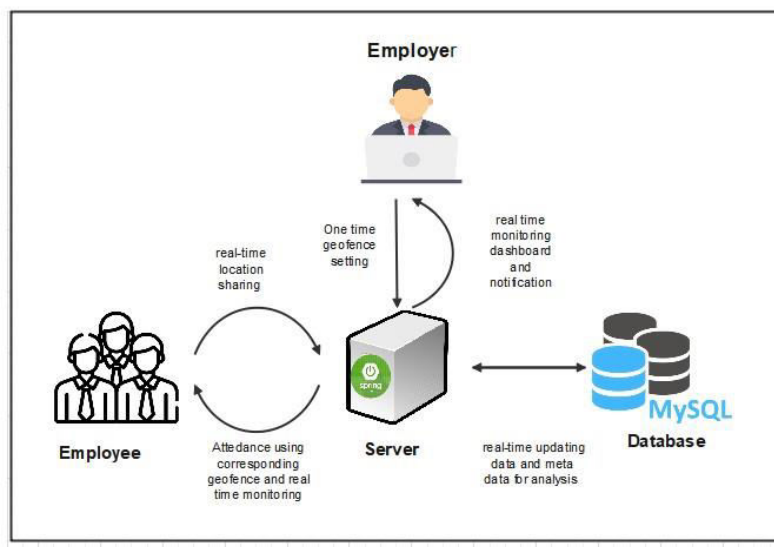 Employer
One time
geofence
setting
real time
monitoring
dashboard
and
notification
real-time
location
sharing
spring
MySQL
Employee
Attedance using
corresponding
geofence and real
time monitoring
Server
real-time updating
data and meta
data for analysis
Database